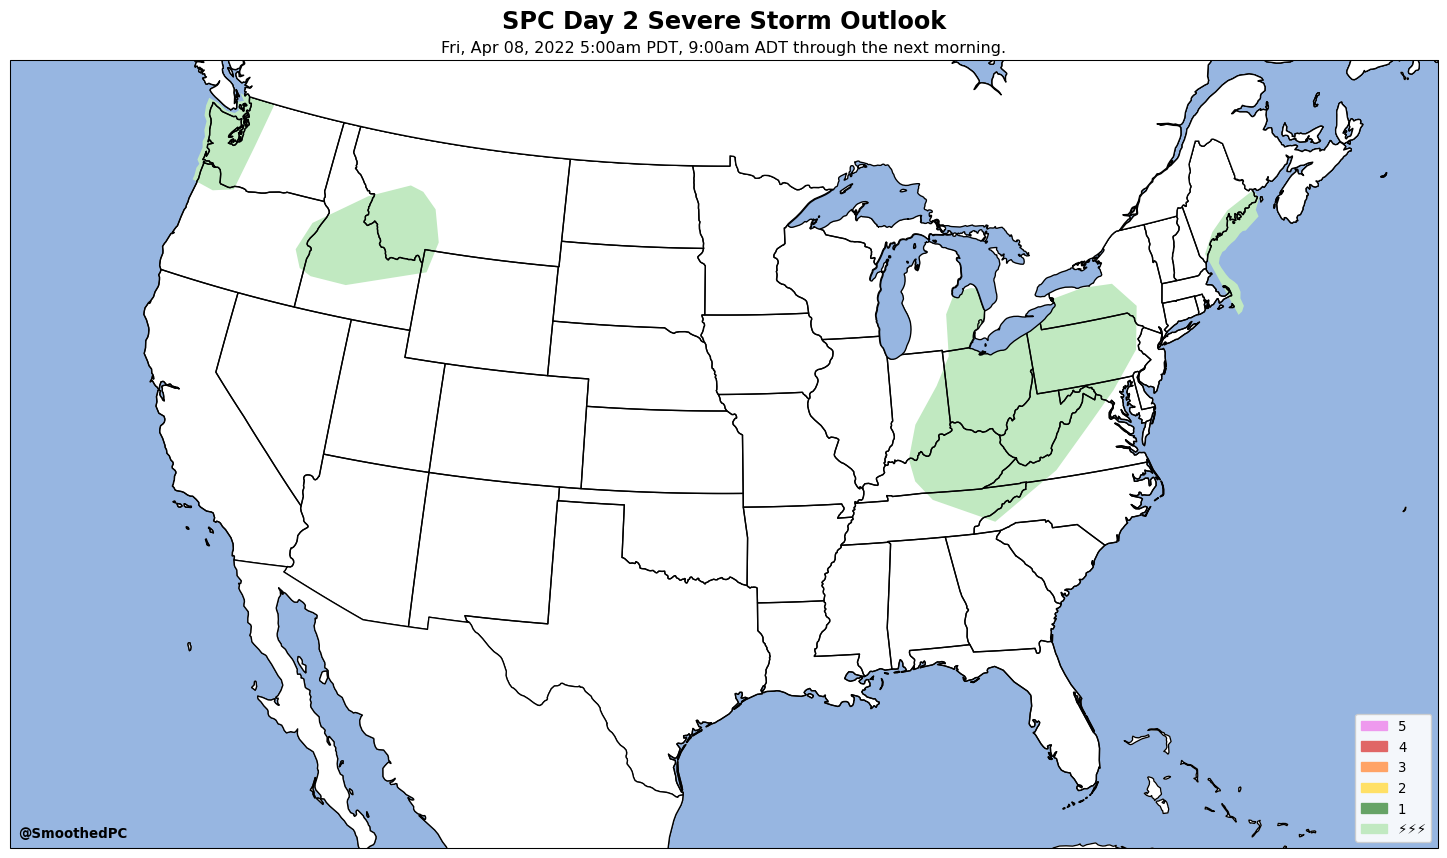 SPC Day 2 Severe Storm Outlook
Fri, Apr 08, 2022 5:00am PDT, 9:00am ADT through the next morning.
5
4
3
2
1
⚡⚡⚡
@SmoothedPC